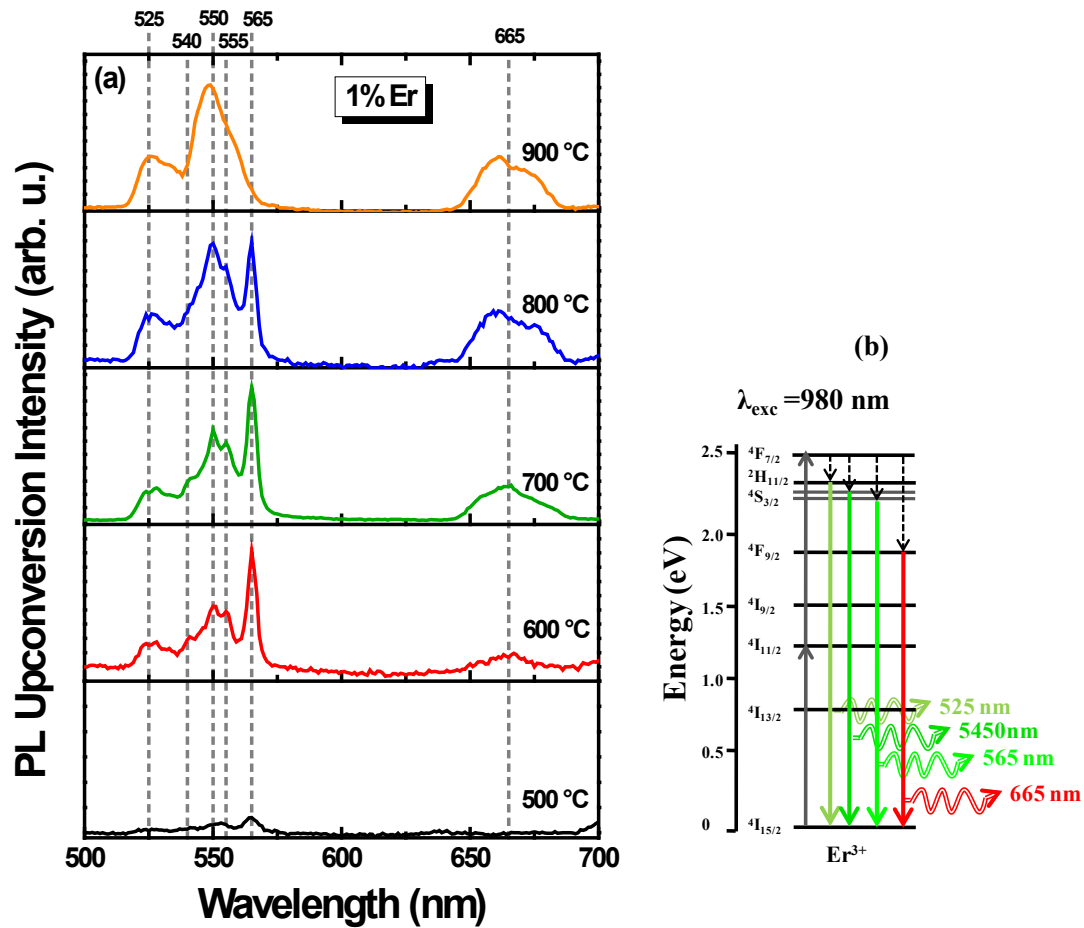 525 550 565 665
540 555
(a)
1% Er
900 °C
800 °C
700 °C
600 °C
500 °C
PL Upconversion Intensity (arb. u.)
500 550 600 650 700
Wavelength (nm)
(b)
λexc =980 nm
Energy (eV)
2.5
2.0
1.5
1.0
0.5
0
⁴F7/2
²H11/2
⁴S3/2
⁴F9/2
⁴I9/2
⁴I11/2
⁴I13/2
⁴I15/2
525 nm
5450nm
565 nm
665 nm
Er³⁺